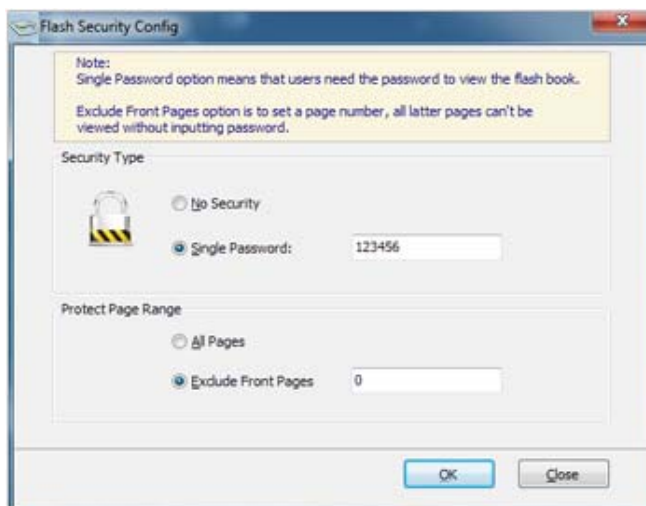 Flash Security Config
Note:
Single Password option means that users need the password to view the flash book.
Exclude Front Pages option is to set a page number, all latter pages can't be
viewed without inputting password.
Security Type
No Security
Single Password:
123456
Protect Page Range
All Pages
Exclude Front Pages
0
OK
Close